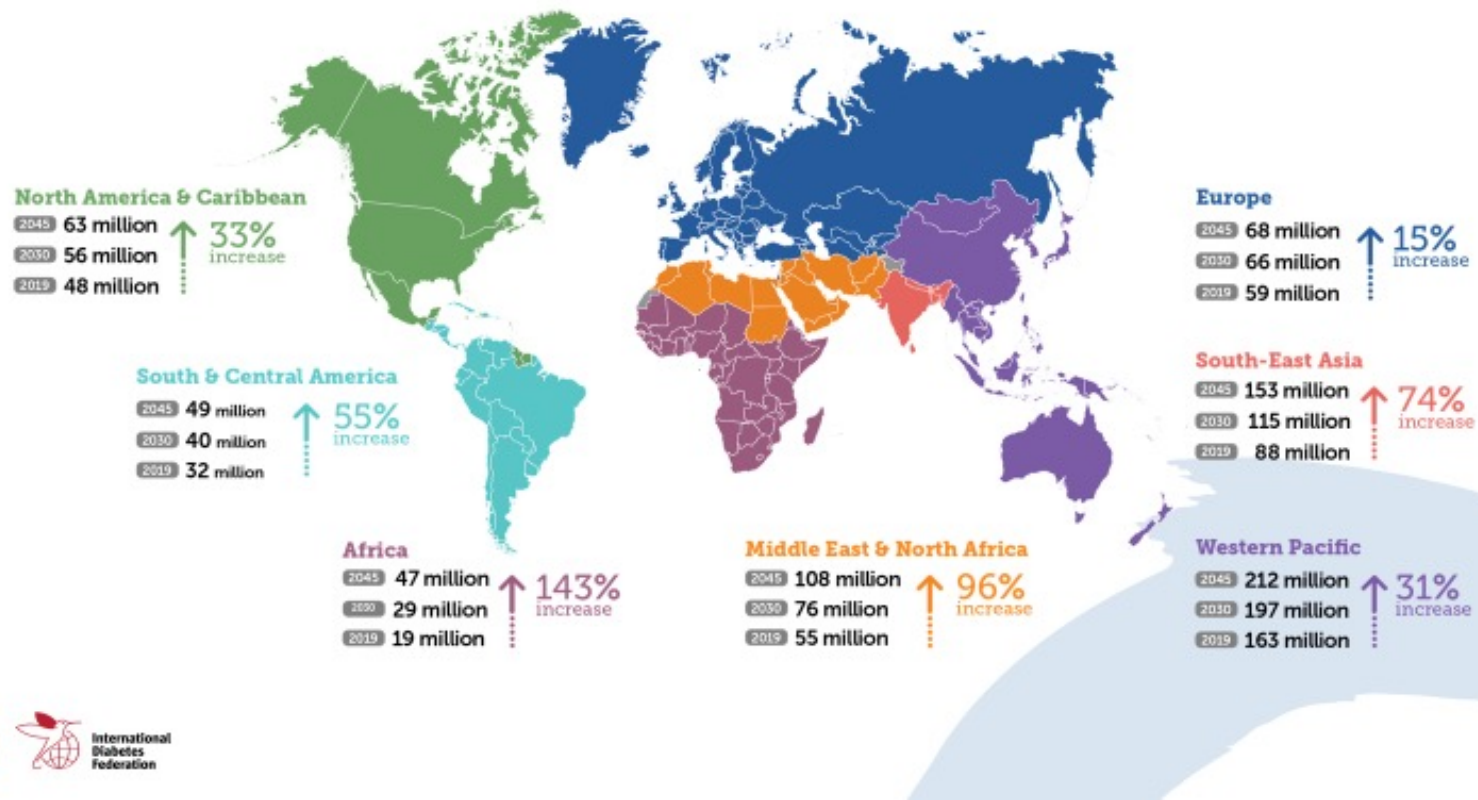 North America & Caribbean
2045 63 million
2030 56 million
2019 48 million
33%
increase
Europe
2045 68 million
2030 66 million
2019 59 million
15%
increase
South & Central America
2045 49 million
2030 40 million
2019 32 million
55%
increase
South-East Asia
2045 153 million
2030 115 million
2019 88 million
74%
increase
Africa
2045 47 million
2030 29 million
2019 19 million
143%
increase
Middle East & North Africa
2045 108 million
2030 76 million
2019 55 million
96%
increase
Western Pacific
2045 212 million
2030 197 million
2019 163 million
31%
increase
International
Diabetes
Federation